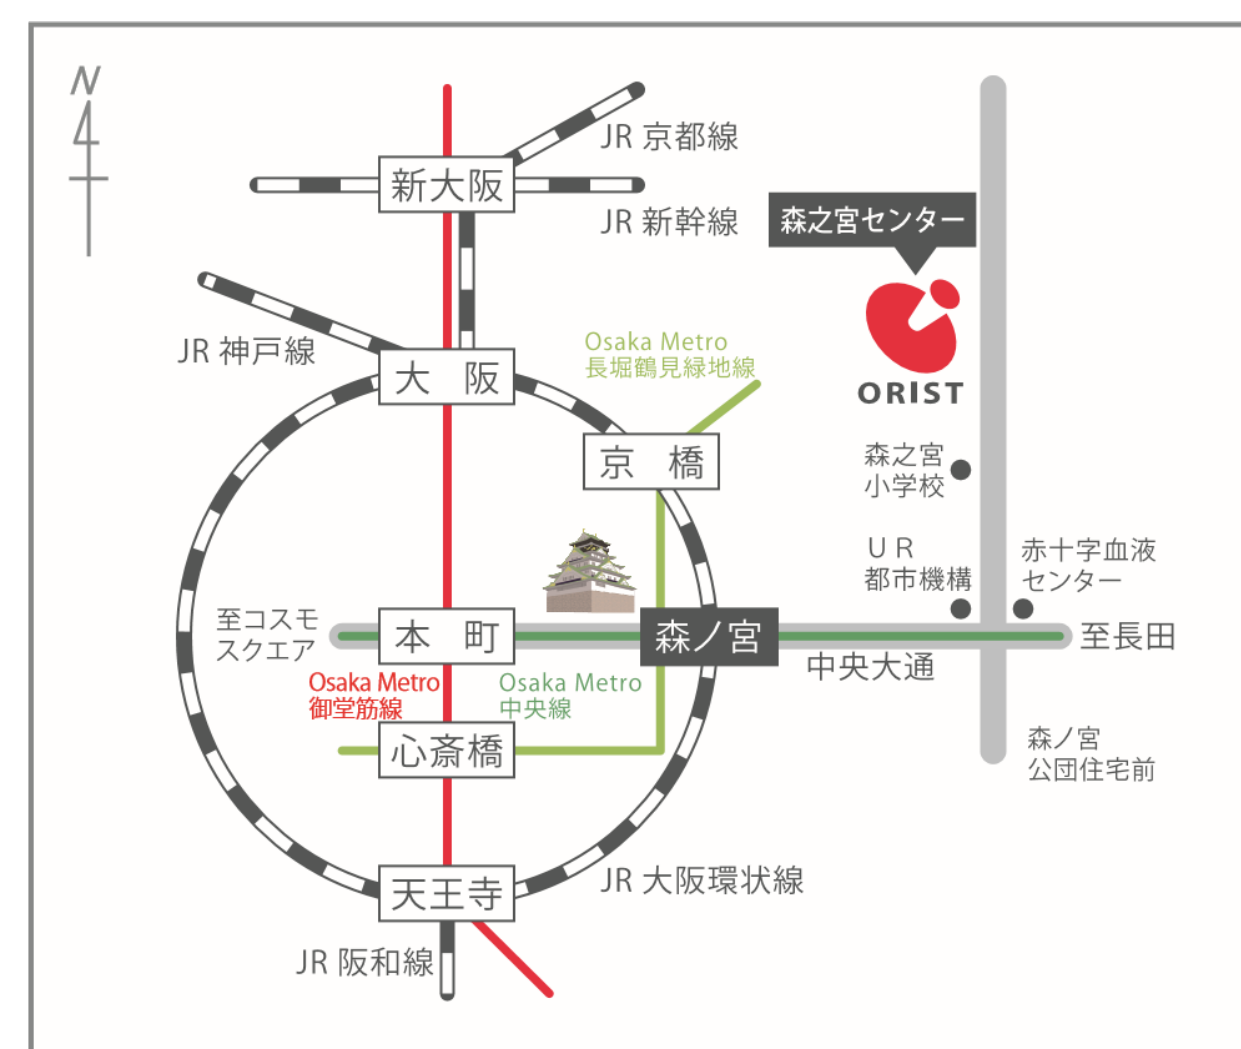 N
JR 京都線
新大阪
JR 新幹線
森之宮センター
JR 神戸線
大 阪
Osaka Metro
長堀鶴見緑地線
ORIST
京 橋
森之宮
小学校
UR
都市機構
赤十字血液
センター
至コスモ
スクエア
本 町
森ノ宮
至長田
中央大通
Osaka Metro
御堂筋線
Osaka Metro
中央線
心斎橋
森ノ宮
公団住宅前
天王寺
JR 大阪環状線
JR 阪和線